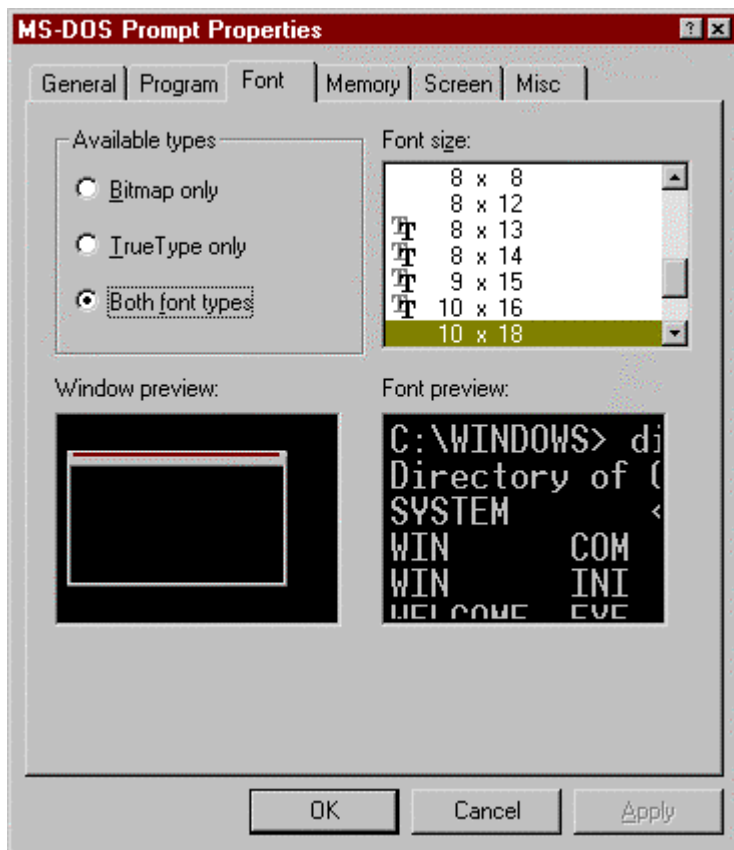 MS-DOS Prompt Properties
General Program Font Memory Screen Misc
Available types
Bitmap only
TrueType only
Both font types
Font size:
8 x 8
8 x 12
8 x 13
8 x 14
9 x 15
10 x 16
10 x 18
Window preview:
Font preview:
C:\WINDOWS> di
Directory of
SYSTEM <
WIN COM
WIN INI
WELCOME EXE
OK Cancel Apply